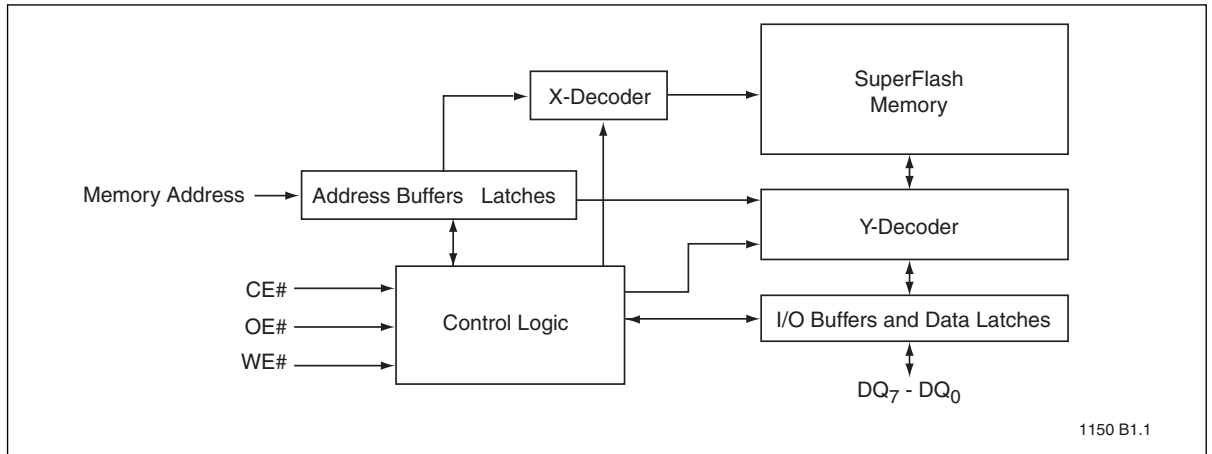 X-Decoder
SuperFlash
Memory
Memory Address
Address Buffers Latches
Y-Decoder
CE#
OE#
WE#
Control Logic
I/O Buffers and Data Latches
DQ7 - DQ0
1150 B1.1